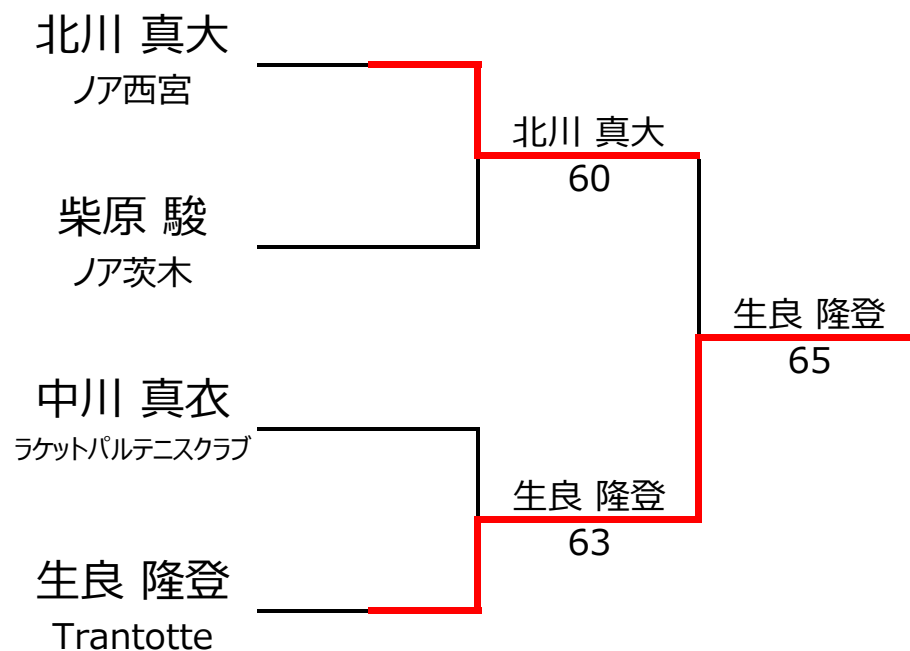 北川 真大
ノア西宮
北川 真大
60
柴原 駿
ノア茨木
生良 隆登
65
中川 真衣
ラケットパルテニスクラブ
生良 隆登
63
生良 隆登
Trantotte